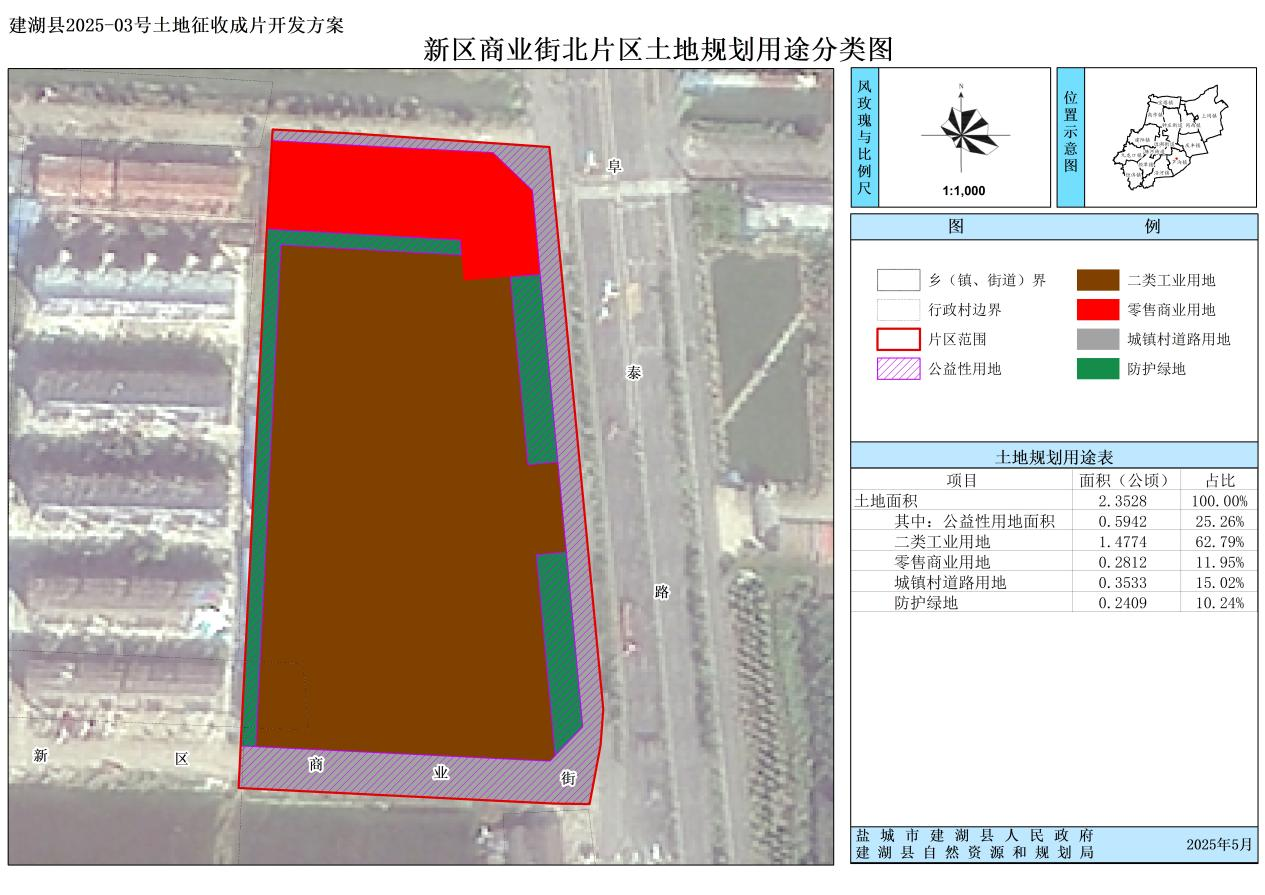 建湖县2025-03号土地征收成片开发方案
新区商业街北片区土地规划用途分类图
阜
泰
路
新 区 商 业 街
风玫瑰与比例尺
N
1:1,000
位置示意图
图 例
乡（镇、街道）界
行政村边界
片区范围
公益性用地
二类工业用地
零售商业用地
城镇村道路用地
防护绿地
土地规划用途表
项目 面积（公顷） 占比
土地面积 2.3528 100.00%
其中：公益性用地面积 0.5942 25.26%
二类工业用地 1.4774 62.79%
零售商业用地 0.2812 11.95%
城镇村道路用地 0.3533 15.02%
防护绿地 0.2409 10.24%
盐城市建湖县人民政府
建湖县自然资源和规划局
2025年5月